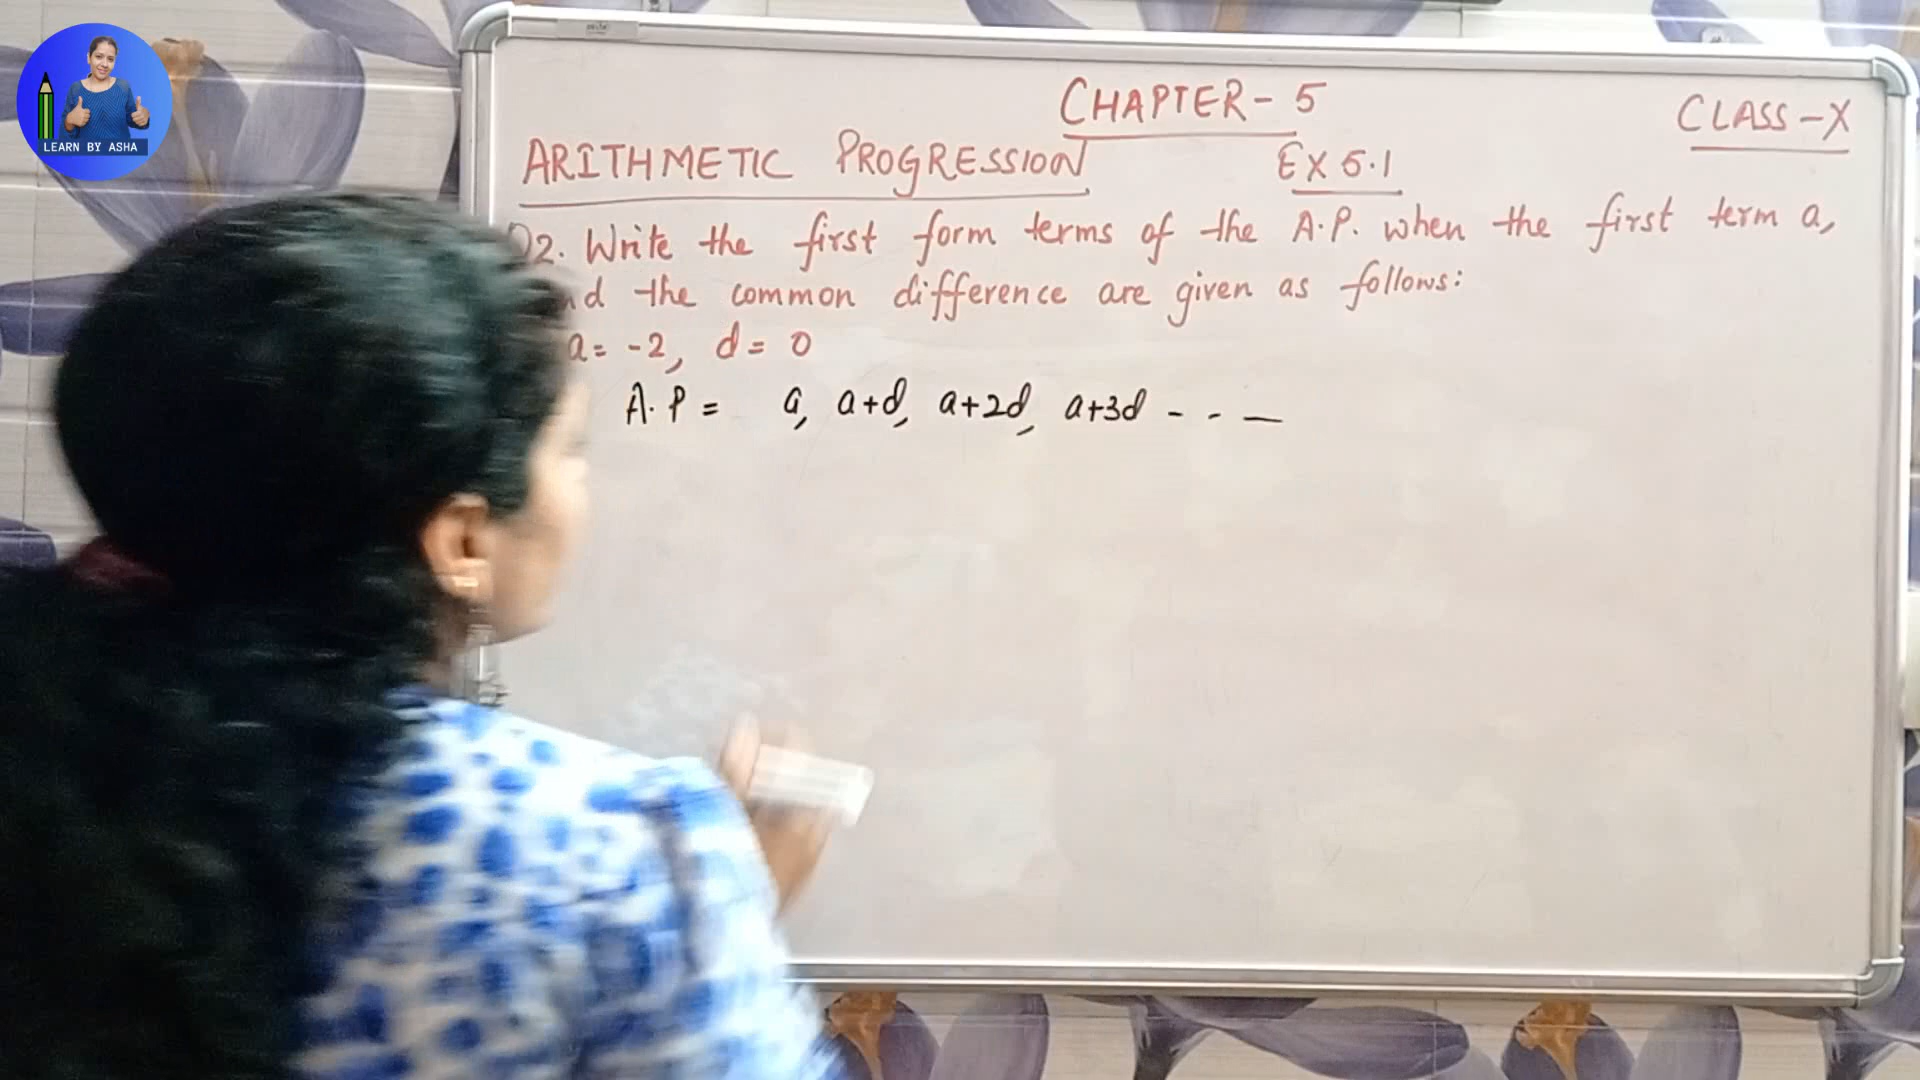 LEARN BY ASHA
CHAPTER - 5
CLASS - X
ARITHMETIC PROGRESSION
EX 5.1
Q2. Write the first form terms of the A.P. when the first term a,
the common difference are given as follows:
a = -2, d = 0
A.P = a, a+d, a+2d, a+3d - - —